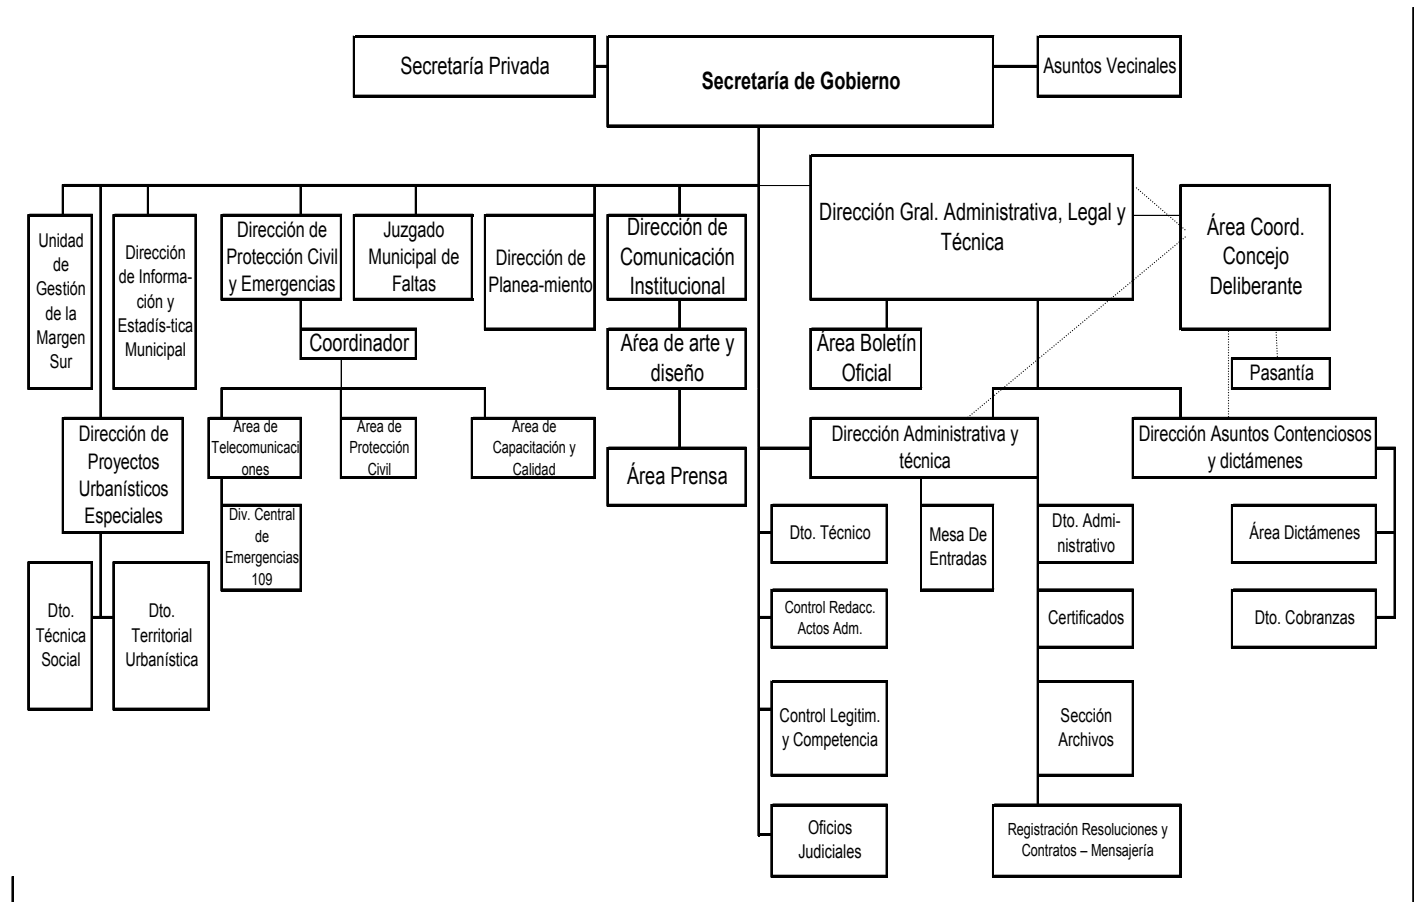 Secretaría Privada
Secretaría de Gobierno
Asuntos Vecinales
Unidad
de
Gestión
de la
Margen
Sur
Dirección
de Informa-
ción y
Estadís-tica
Municipal
Dirección de
Protección Civil
y Emergencias
Juzgado
Municipal de
Faltas
Dirección de
Planea-miento
Dirección de
Comunicación
Institucional
Dirección Gral. Administrativa, Legal y
Técnica
Área Coord.
Concejo
Deliberante
Coordinador
Aŕea de arte y
diseño
Área Boletín
Oficial
Pasantía
Dirección de
Proyectos
Urbanísticos
Especiales
Area de
Telecomunicaci
ones
Area de
Protección
Civil
Area de
Capacitación y
Calidad
Área Prensa
Dirección Administrativa y
técnica
Dirección Asuntos Contenciosos
y dictámenes
Div. Central
de
Emergencias
109
Dto. Técnico
Mesa De
Entradas
Dto. Admi-
nistrativo
Área Dictámenes
Dto.
Técnica
Social
Dto.
Territorial
Urbanística
Control Redacc.
Actos Adm.
Certificados
Dto. Cobranzas
Control Legitim.
y Competencia
Sección
Archivos
Oficios
Judiciales
Registración Resoluciones y
Contratos – Mensajería